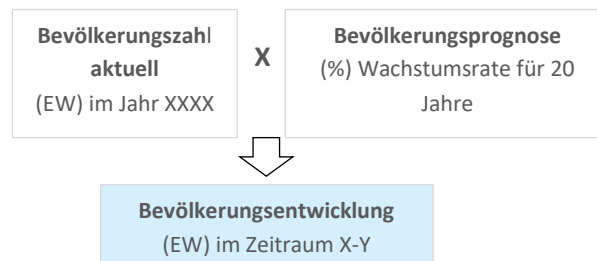 Bevölkerungszahl
aktuell
(EW) im Jahr XXXX
X
Bevölkerungsprognose
(%) Wachstumsrate für 20
Jahre
Bevölkerungsentwicklung
(EW) im Zeitraum X-Y